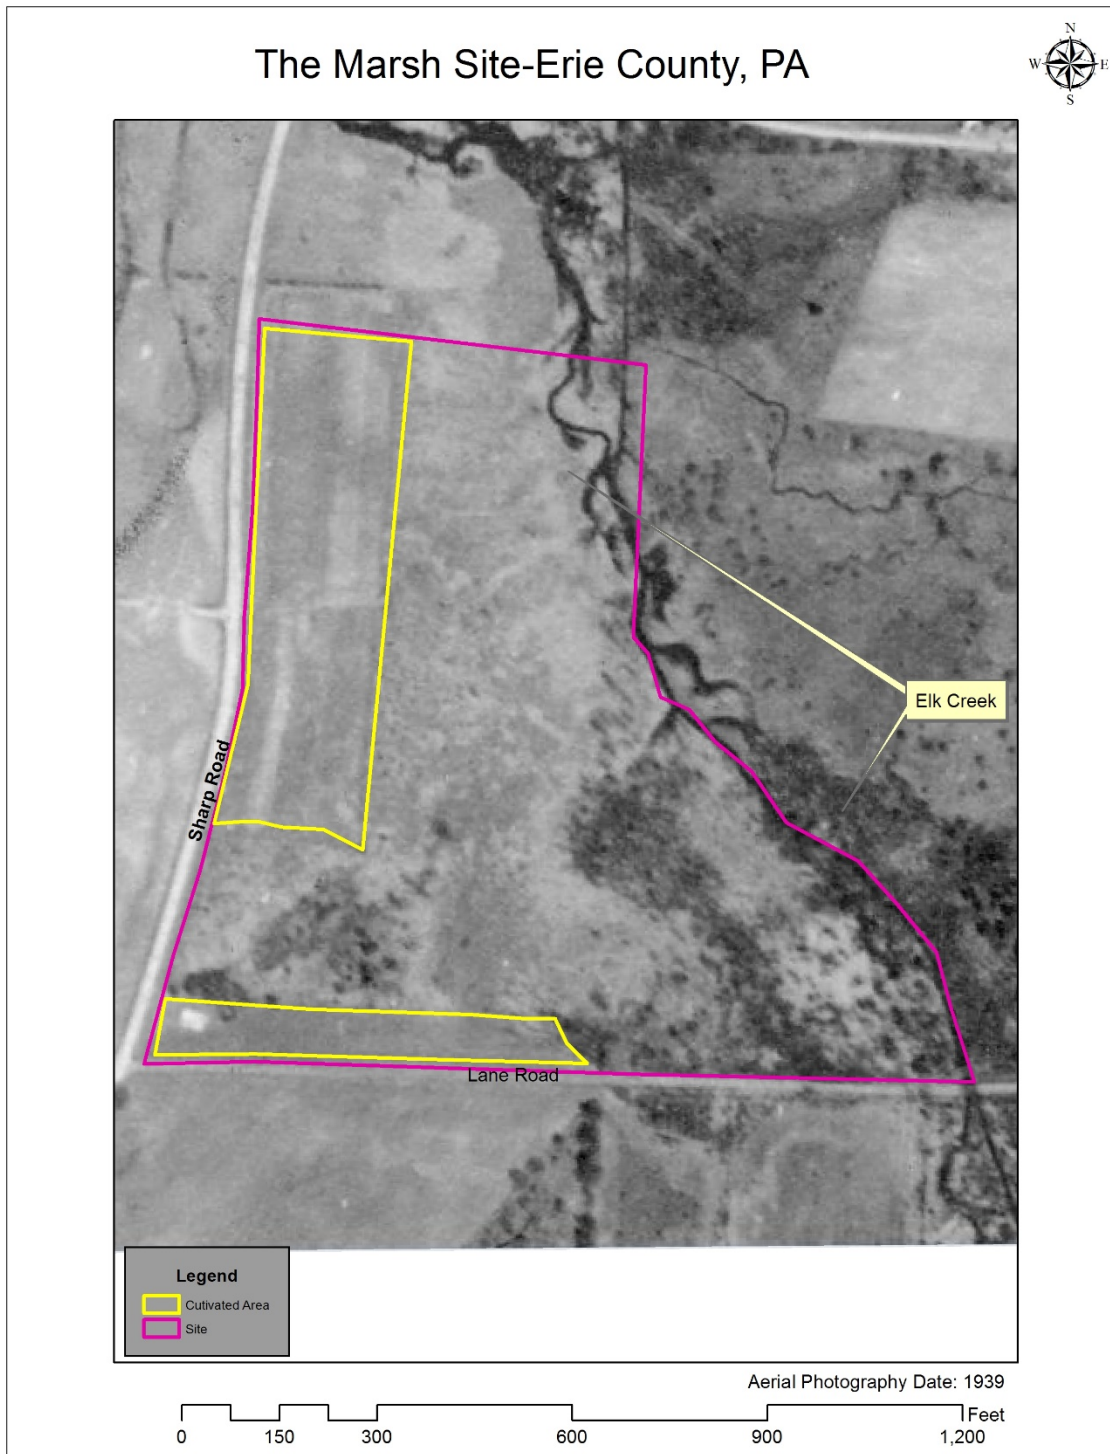 The Marsh Site-Erie County, PA
N
W E
S
Elk Creek
Sharp Road
Lane Road
Legend
Cutivated Area
Site
Aerial Photography Date: 1939
Feet
0 150 300 600 900 1,200